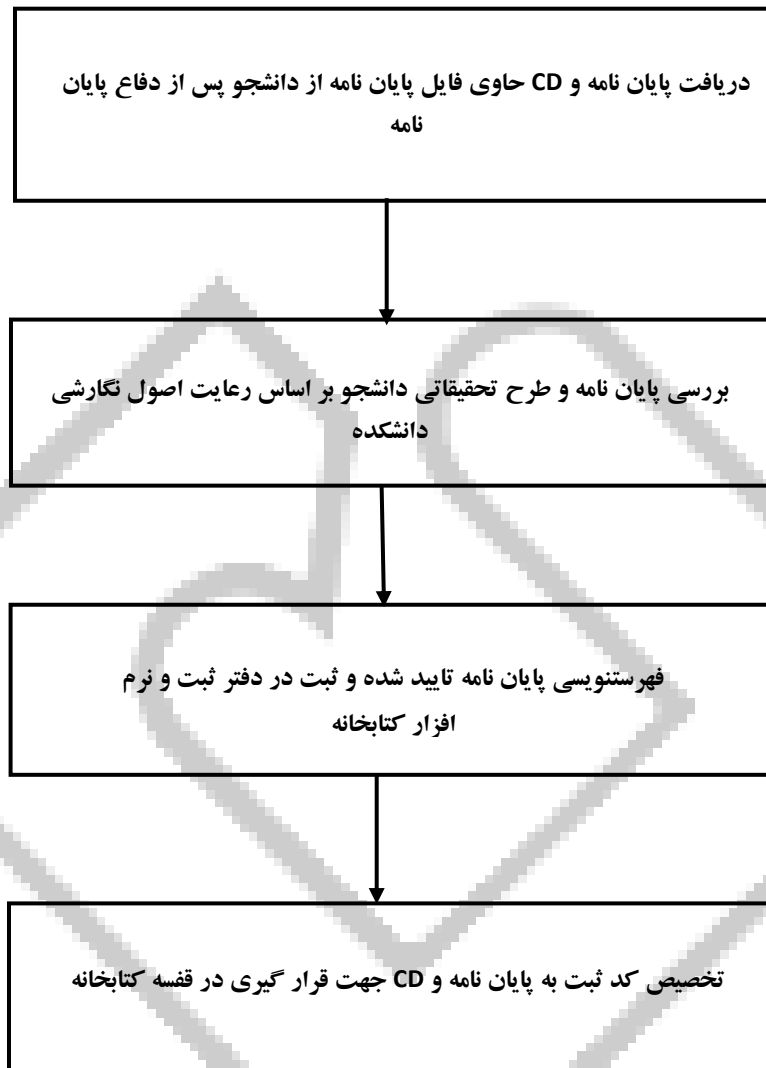 دریافت پایان نامه و CD حاوی فایل پایان نامه از دانشجو پس از دفاع پایان
نامه
بررسی پایان نامه و طرح تحقیقاتی دانشجو بر اساس رعایت اصول نگارشی
دانشکده
فهرستنویسی پایان نامه تایید شده و ثبت در دفتر ثبت و نرم
افزار کتابخانه
تخصیص کد ثبت به پایان نامه و CD جهت قرار گیری در قفسه کتابخانه